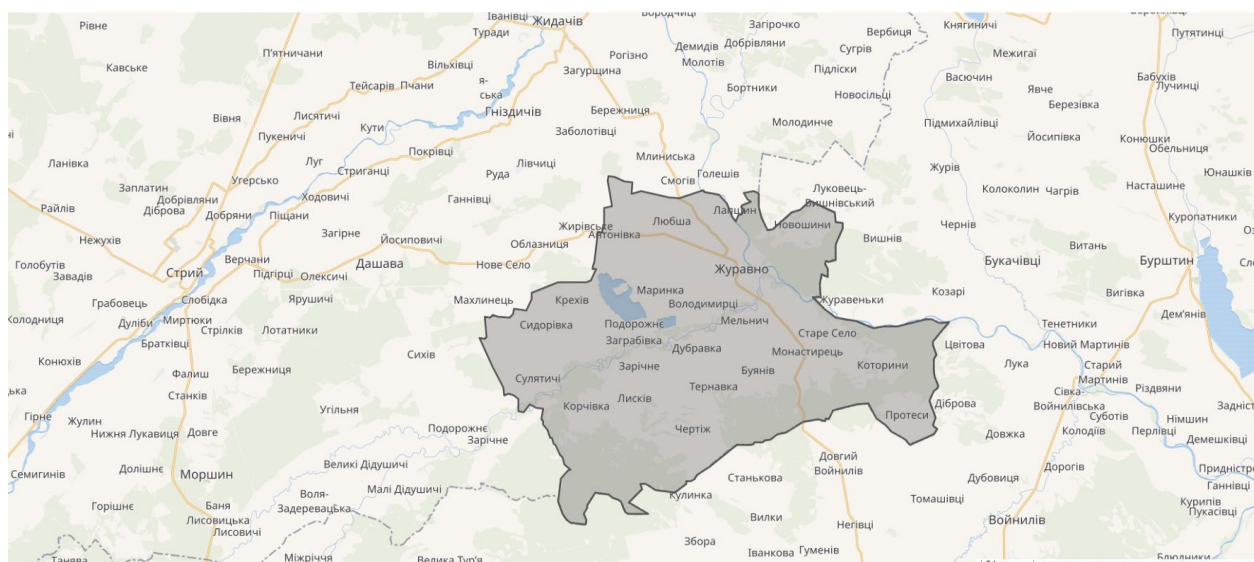 Іванівці
Жидачів
Загірочко
Княгиничі
Рівне
Туради
Вербиця
Путятинці
П'ятничани
Рогізно
Демидів
Добрівляни
Сугрів
Межигаї
Кавське
Вільхівці
Загурщина
Молотів
Підліски
Васючин
Бабухів
Тейсарів
Пчани
я-
ська
Бортники
Новосільці
Явче
Лучинці
Березівка
Лисятичі
Гніздичів
Бережниця
Вівня
Кути
Заболотівці
Молодинче
Підмихайлівці
Йосипівка
Конюшки
Пукеничі
Обельниця
Ланівка
Луг
Покрівці
Лівчиці
Млиниська
Журів
Юнашків
Стриганці
Руда
Голешів
Заплатин
Угерсько
Смогів
Луковець-
Вишнівський
Колоколин
Чагрів
Насташине
Добрівляни
Діброва
Ходовичі
Ганнівці
Райлів
Добряни
Піщани
Лапшин
Куропатники
Любша
Новошини
Чернів
Загірне
Жирівське
Антонівка
Нежухів
Йосиповичі
Облазниця
Вишнів
Витань
Верчани
Дашава
Нове Село
Букачівці
Бурштин
Голобутів
Завадів
Стрий
Підгірці
Олексичі
Журавно
Грабовець
Слобідка
Ярушичі
Махлинець
Крехів
Маринка
Володимирці
Журавеньки
Козарі
Вигівка
Колодниця
Дуліби
Миртюки
Стрілків
Лотатники
Сидорівка
Подорожнє
Мельнич
Старе Село
Тенетники
Дем'янів
Братківці
Заграбівка
Дубравка
Монастирець
Цвітова
Новий Мартинів
Конюхів
Бережниця
Сихів
Зарічне
Буянів
Которини
Лука
Старий
Мартинів
Фалиш
Сулятичі
Тернавка
Різдвяни
Станків
Лисків
Сівка-
Войнилівська
Гірне
Жулин
Угільня
Корчівка
Діброва
Суботів
Німшин
Протеси
Нижня Лукавиця
Довге
Подорожнє
Зарічне
Чертіж
Довжка
Колодіїв
Перлівці
Демешківці
Семигинів
Долішнє
Моршин
Великі Дідушичі
Довгий
Войнилів
Дорогів
Малі Дідушичі
Станькова
Дубовиця
Ганнівці
Горішнє
Баня
Лисовицька
Воля-
Задеревацька
Кулинка
Томашівці
Курипів
Лисовичі
Вилки
Негівці
Войнилів
Пукасівці
Збора
Міжріччя
Іванкова
Гуменів
Танява
Велика Тур'я
Блюдники